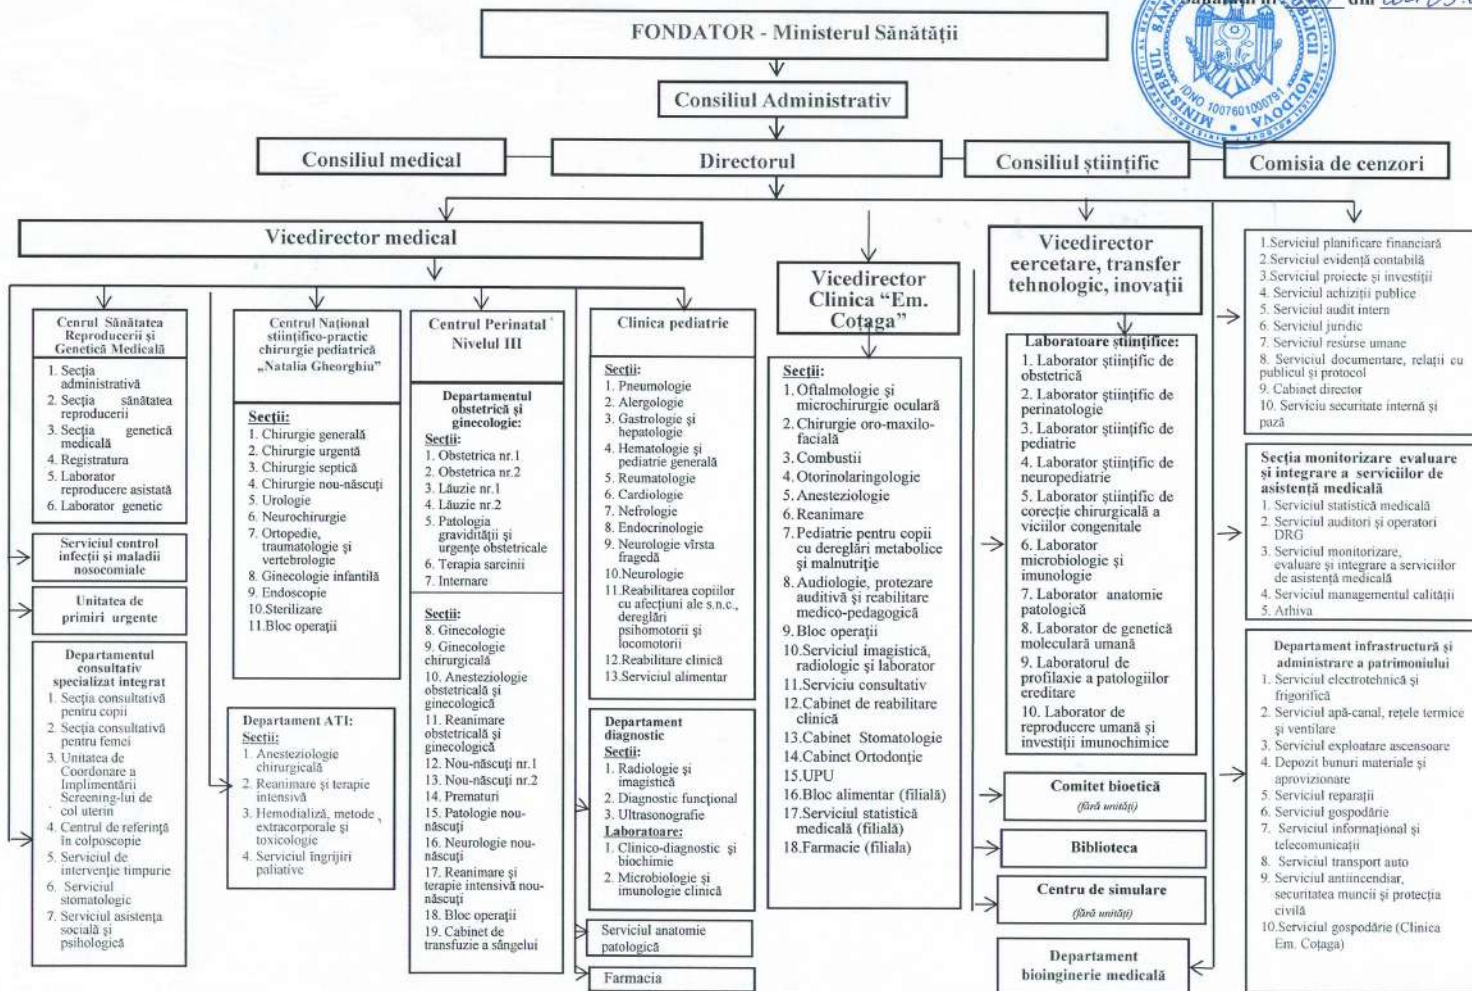 Sănătății nr. din
MINISTERUL SĂNĂTĂȚII
IDNO 1007601000791
MOLDOVA
FONDATOR - Ministerul Sănătății
Consiliul Administrativ
Consiliul medical
Directorul
Consiliul științific
Comisia de cenzori
Vicedirector medical
Cenrul Sănătatea
Reproducerii și
Genetică Medicală
1. Secția
administrativă
2. Secția sănătatea
reproducerii
3. Secția genetică
medicală
4. Registratura
5. Laborator
reproducere asistată
6. Laborator genetic
Serviciul control
infecții și maladii
nosocomiale
Unitatea de
primiri urgente
Departamentul
consultativ
specializat integrat
1. Secția consultativă
pentru copii
2. Secția consultativă
pentru femei
3. Unitatea de
Coordonare a
Implimentării
Screening-lui de
col uterin
4. Centrul de referință
în colposcopie
5. Serviciul de
intervenție timpurie
6. Serviciul
stomatologic
7. Serviciul asistența
socială și
psihologică
Centrul Național
stiințifico-practic
chirurgie pediatrică
„Natalia Gheorghiu”
Secții:
1. Chirurgie generală
2. Chirurgie urgentă
3. Chirurgie septică
4. Chirurgie nou-născuți
5. Urologie
6. Neurochirurgie
7. Ortopedie,
traumatologie și
vertebrologie
8. Ginecologie infantilă
9. Endoscopie
10.Sterilizare
11.Bloc operații
Departament ATI:
Secții:
1. Anesteziologie
chirurgicală
2. Reanimare și terapie
intensivă
3. Hemodializă, metode
extracorporale și
toxicologie
4. Serviciul îngrijiri
paliative
Centrul Perinatal
Nivelul III
Departamentul
obstetrică și
ginecologie:
Secții:
1. Obstetrica nr.1
2. Obstetrica nr.2
3. Lăuzie nr.1
4. Lăuzie nr.2
5. Patologia
gravidității și
urgențe obstetricale
6. Terapia sarcinii
7. Internare
Secții:
8. Ginecologie
9. Ginecologie
chirurgicală
10. Anesteziologie
obstetricală și
ginecologică
11. Reanimare
obstetricală și
ginecologică
12. Nou-născuți nr.1
13. Nou-născuți nr.2
14. Prematuri
15. Patologie nou-
născuți
16. Neurologie nou-
născuți
17. Reanimare și
terapie intensivă nou-
născuți
18. Bloc operații
19. Cabinet de
transfuzie a sângelui
Clinica pediatrie
Secții:
1. Pneumologie
2. Alergologie
3. Gastrologie și
hepatologie
4. Hematologie și
pediatrie generală
5. Reumatologie
6. Cardiologie
7. Nefrologie
8. Endocrinologie
9. Neurologie vîrsta
fragedă
10.Neurologie
11.Reabilitarea copiilor
cu afecțiuni ale s.n.c.,
dereglări
psihomotorii și
locomotorii
12.Reabilitare clinică
13.Serviciul alimentar
Departament
diagnostic
Secții:
1. Radiologie și
imagistică
2. Diagnostic funcțional
3. Ultrasonografie
Laboratoare:
1. Clinico-diagnostic și
biochimie
2. Microbiologie și
imunologie clinică
Serviciul anatomie
patologică
Farmacia
Vicedirector
Clinica “Em.
Coțaga”
Secții:
1. Oftalmologie și
microchirurgie oculară
2. Chirurgie oro-maxilo-
facială
3. Combustii
4. Otorinolaringologie
5. Anesteziologie
6. Reanimare
7. Pediatrie pentru copii
cu dereglări metabolice
și malnutriție
8. Audiologie, protezare
auditivă și reabilitare
medico-pedagogică
9. Bloc operații
10.Serviciul imagistică,
radiologie și laborator
11.Serviciu consultativ
12.Cabinet de reabilitare
clinică
13.Cabinet Stomatologie
14.Cabinet Ortodonție
15.UPU
16.Bloc alimentar (filială)
17.Serviciul statistică
medicală (filială)
18.Farmacie (filiala)
Vicedirector
cercetare, transfer
tehnologic, inovații
Laboratoare științifice:
1. Laborator științific de
obstetrică
2. Laborator științific de
perinatologie
3. Laborator științific de
pediatric
4. Laborator științific de
neuropediatrie
5. Laborator științific de
corecție chirurgicală a
viciilor congenitale
6. Laborator
microbiologie și
imunologie
7. Laborator anatomie
patologică
8. Laborator de genetică
moleculară umană
9. Laboratorul de
profilaxie a patologiilor
ereditare
10. Laborator de
reproducere umană și
investiții imunochimice
Comitet bioetică
(fără unități)
Biblioteca
Centru de simulare
(fără unități)
Departament
bioinginerie medicală
1.Serviciul planificare financiară
2.Serviciul evidență contabilă
3.Serviciul proiecte și investiții
4. Serviciul achiziții publice
5. Serviciul audit intern
6. Serviciul juridic
7. Serviciul resurse umane
8. Serviciul documentare, relații cu
publicul și protocol
9. Cabinet director
10. Serviciu securitate internă și
pază
Secția monitorizare evaluare
și integrare a serviciilor de
asistență medicală
1. Serviciul statistică medicală
2. Serviciul auditori și operatori
DRG
3. Serviciul monitorizare,
evaluare și integrare a serviciilor
de asistență medicală
4. Serviciul managementul calității
5. Arhiva
Departament infrastructură și
administrare a patrimoniului
1. Serviciul electrotehnică și
frigorifică
2. Serviciul apă-canal, rețele termice
și ventilare
3. Serviciul exploatare ascensoare
4. Depozit bunuri materiale și
aprovizionare
5. Serviciul reparații
6. Serviciul gospodărie
7. Serviciul informațional și
telecomunicații
8. Serviciul transport auto
9. Serviciul antiincendiar,
securitatea muncii și protecția
civilă
10.Serviciul gospodărie (Clinica
Em. Coțaga)